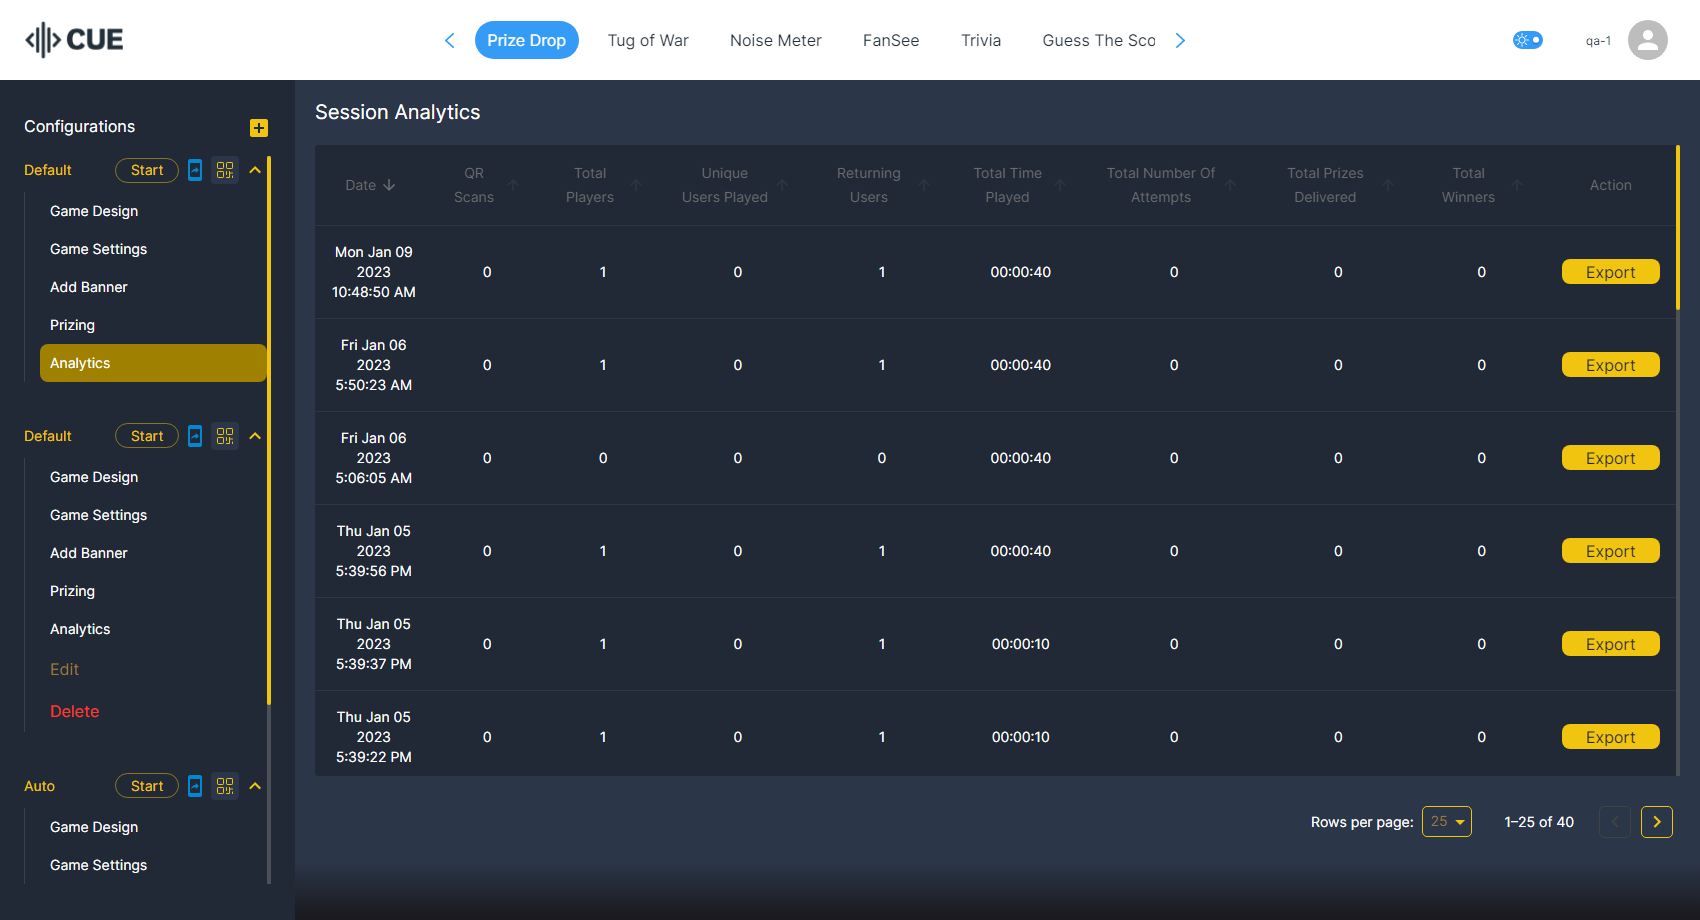 CUE
Prize Drop
Tug of War
Noise Meter
FanSee
Trivia
Guess The Sco
qa-1
Configurations
Default
Start
Game Design
Game Settings
Add Banner
Prizing
Analytics
Default
Start
Game Design
Game Settings
Add Banner
Prizing
Analytics
Edit
Delete
Auto
Start
Game Design
Game Settings
Session Analytics
Date
QR
Scans
Total
Players
Unique
Users Played
Returning
Users
Total Time
Played
Total Number Of
Attempts
Total Prizes
Delivered
Total
Winners
Action
Mon Jan 09
2023
10:48:50 AM
0
1
0
1
00:00:40
0
0
0
Export
Fri Jan 06
2023
5:50:23 AM
0
1
0
1
00:00:40
0
0
0
Export
Fri Jan 06
2023
5:06:05 AM
0
0
0
0
00:00:40
0
0
0
Export
Thu Jan 05
2023
5:39:56 PM
0
1
0
1
00:00:40
0
0
0
Export
Thu Jan 05
2023
5:39:37 PM
0
1
0
1
00:00:10
0
0
0
Export
Thu Jan 05
2023
5:39:22 PM
0
1
0
1
00:00:10
0
0
0
Export
Rows per page:
25
1–25 of 40